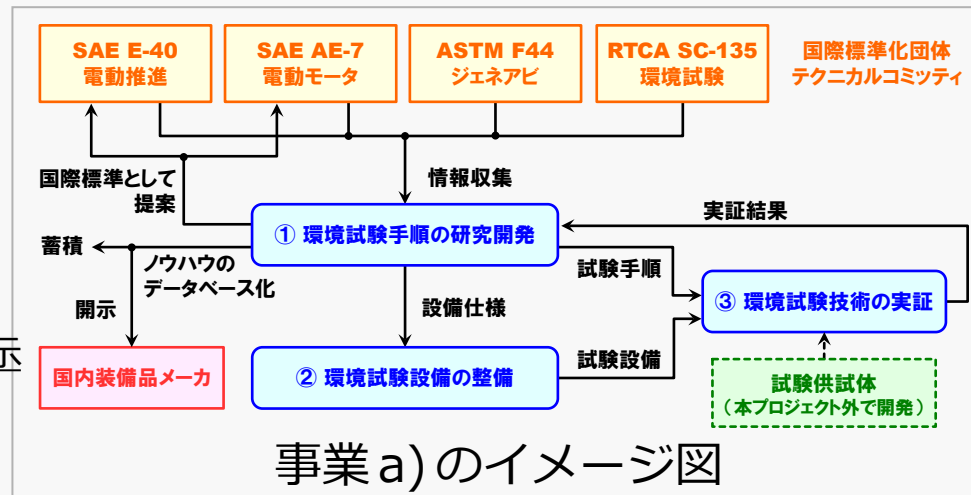 SAE E-40
電動推進
SAE AE-7
電動モータ
ASTM F44
ジェネアビ
RTCA SC-135
環境試験
国際標準化団体
テクニカルコミッティ
国際標準として
提案
情報収集
実証結果
① 環境試験手順の研究開発
蓄積
ノウハウの
データベース化
試験手順
開示
設備仕様
③ 環境試験技術の実証
示
国内装備品メーカ
② 環境試験設備の整備
試験設備
試験供試体
(本プロジェクト外で開発)
事業a)のイメージ図